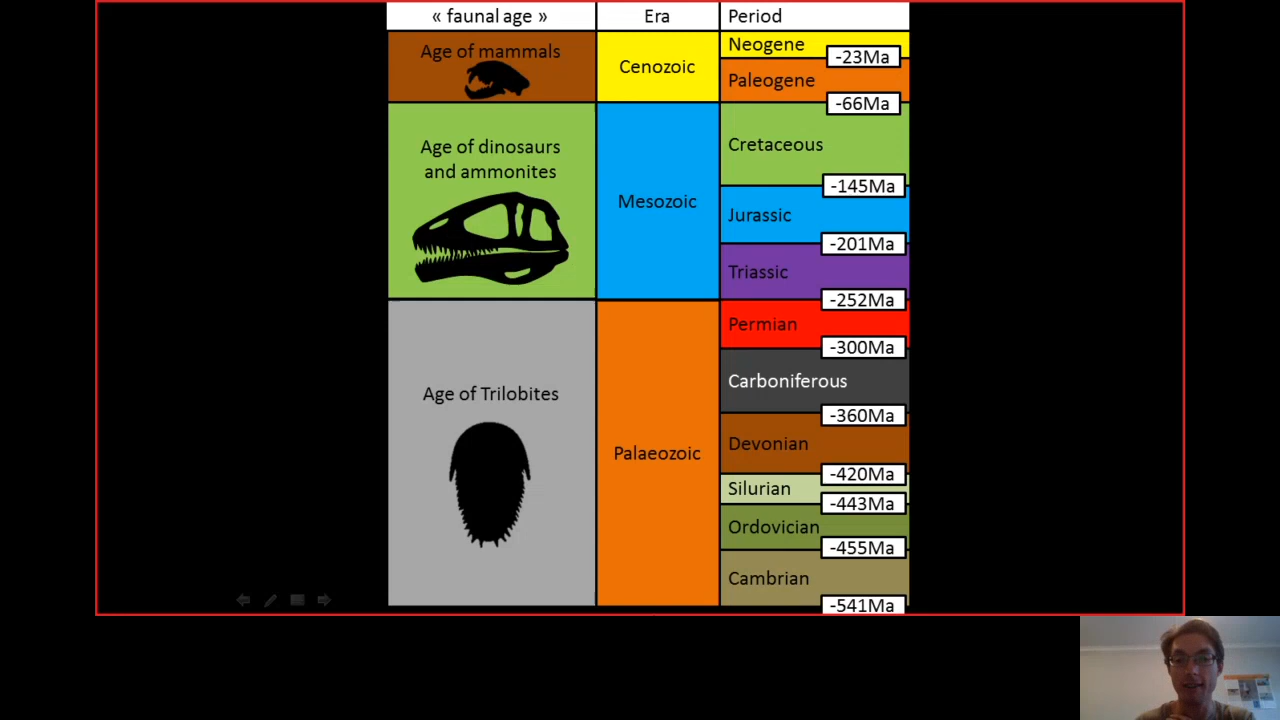 « faunal age »
Era
Period
Age of mammals
Cenozoic
Neogene
-23Ma
Paleogene
-66Ma
Age of dinosaurs
and ammonites
Mesozoic
Cretaceous
-145Ma
Jurassic
-201Ma
Triassic
-252Ma
Age of Trilobites
Palaeozoic
Permian
-300Ma
Carboniferous
-360Ma
Devonian
-420Ma
Silurian
-443Ma
Ordovician
-455Ma
Cambrian
-541Ma